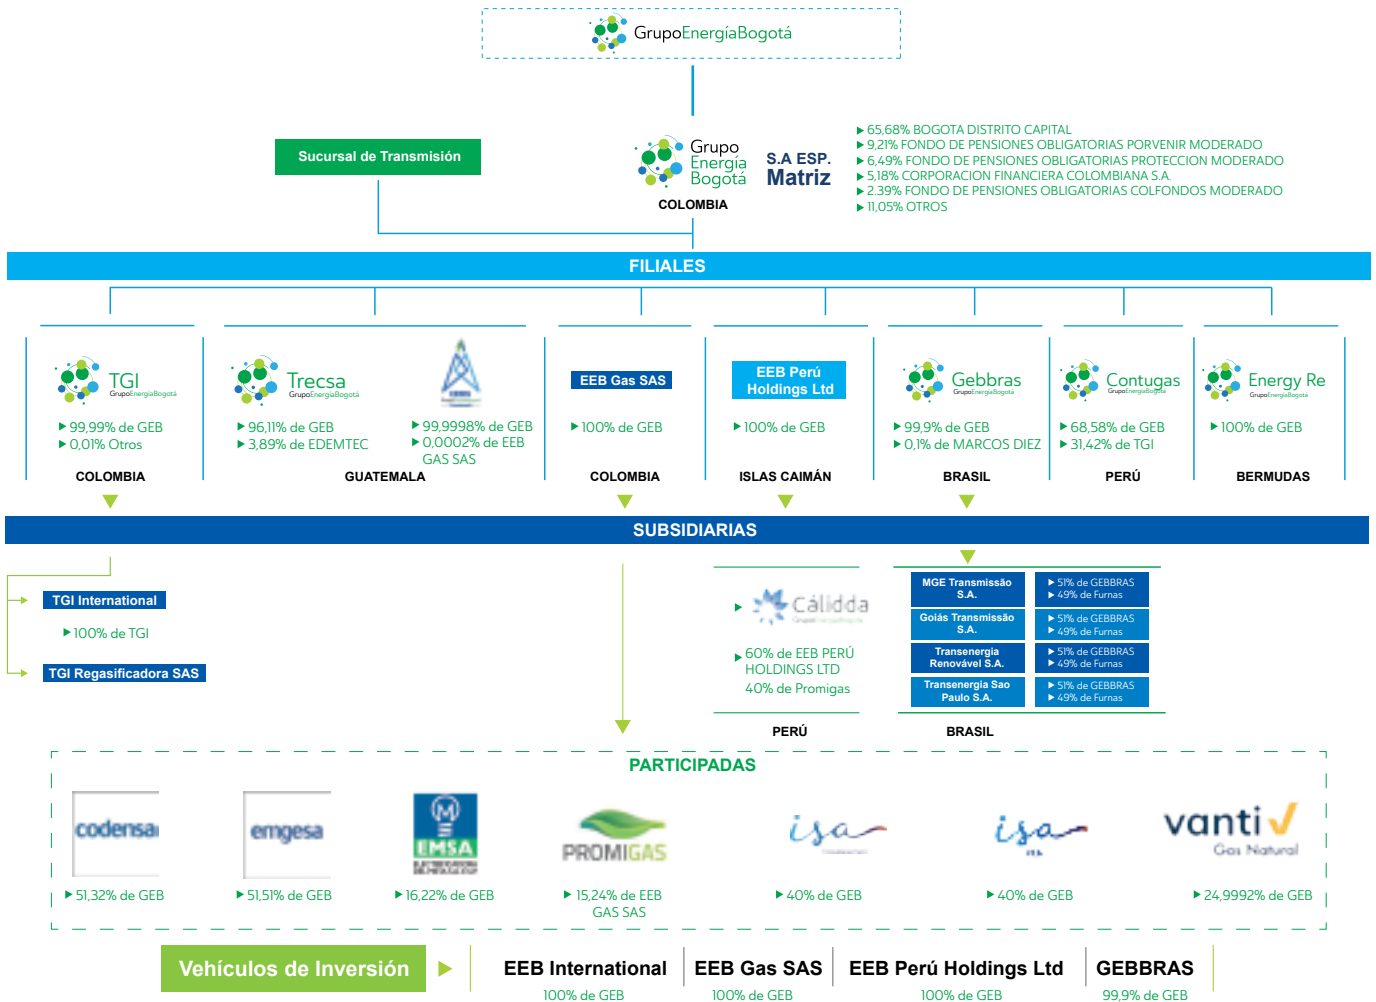 GrupoEnergíaBogotá
Sucursal de Transmisión
Grupo
Energía
Bogotá
S.A ESP.
Matriz
COLOMBIA
65,68% BOGOTA DISTRITO CAPITAL
9,21% FONDO DE PENSIONES OBLIGATORIAS PORVENIR MODERADO
6,49% FONDO DE PENSIONES OBLIGATORIAS PROTECCION MODERADO
5,18% CORPORACION FINANCIERA COLOMBIANA S.A.
2.39% FONDO DE PENSIONES OBLIGATORIAS COLFONDOS MODERADO
11,05% OTROS
FILIALES
TGI
GrupoEnergíaBogotá
99,99% de GEB
0,01% Otros
COLOMBIA
Trecsa
GrupoEnergíaBogotá
96,11% de GEB
3,89% de EDEMTEC
99,9998% de GEB
0,0002% de EEB
GAS SAS
GUATEMALA
EEB Gas SAS
100% de GEB
COLOMBIA
EEB Perú
Holdings Ltd
100% de GEB
ISLAS CAIMÁN
Gebbras
GrupoEnergíaBogotá
99,9% de GEB
0,1% de MARCOS DIEZ
BRASIL
Contugas
GrupoEnergíaBogotá
68,58% de GEB
31,42% de TGI
PERÚ
Energy Re
GrupoEnergíaBogotá
100% de GEB
BERMUDAS
SUBSIDIARIAS
TGI International
100% de TGI
TGI Regasificadora SAS
Cálidda
GrupoEnergíaBogotá
60% de EEB PERÚ
HOLDINGS LTD
40% de Promigas
PERÚ
MGE Transmissão
S.A.
51% de GEBBRAS
49% de Furnas
Goiás Transmissão
S.A.
51% de GEBBRAS
49% de Furnas
Transenergia
Renovável S.A.
51% de GEBBRAS
49% de Furnas
Transenergia Sao
Paulo S.A.
51% de GEBBRAS
49% de Furnas
BRASIL
PARTICIPADAS
codensa
51,32% de GEB
emgesa
51,51% de GEB
EMSA
16,22% de GEB
PROMIGAS
15,24% de EEB
GAS SAS
isa
40% de GEB
isa
40% de GEB
vanti
Gas Natural
24,9992% de GEB
Vehículos de Inversión
EEB International
100% de GEB
EEB Gas SAS
100% de GEB
EEB Perú Holdings Ltd
100% de GEB
GEBBRAS
99,9% de GEB